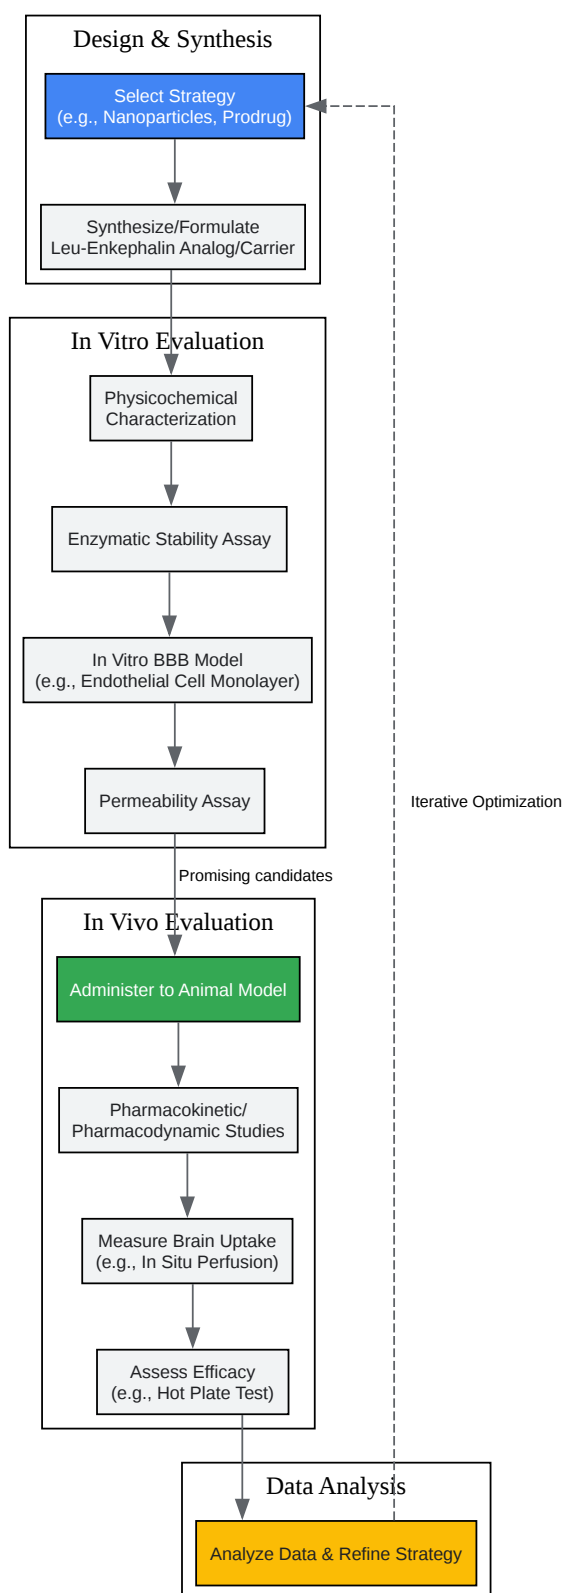 Design & Synthesis
Select Strategy
(e.g., Nanoparticles, Prodrug)
Synthesize/Formulate
Leu-Enkephalin Analog/Carrier
In Vitro Evaluation
Physicochemical
Characterization
Enzymatic Stability Assay
In Vitro BBB Model
(e.g., Endothelial Cell Monolayer)
Permeability Assay
Iterative Optimization
Promising candidates
In Vivo Evaluation
Administer to Animal Model
Pharmacokinetic/
Pharmacodynamic Studies
Measure Brain Uptake
(e.g., In Situ Perfusion)
Assess Efficacy
(e.g., Hot Plate Test)
Data Analysis
Analyze Data & Refine Strategy